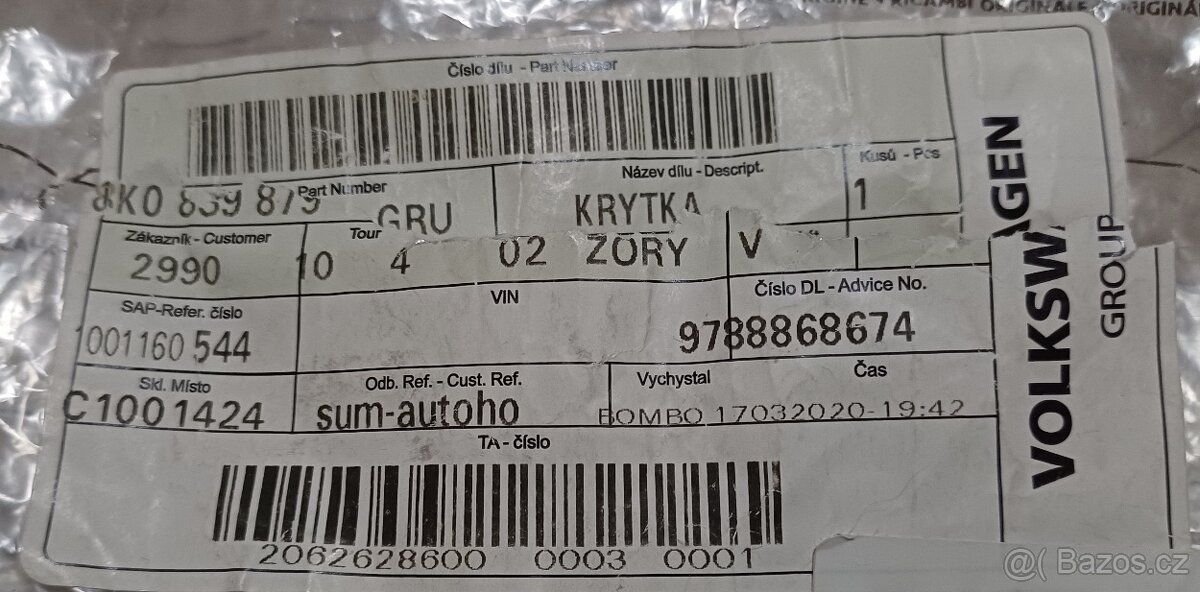 RICAMBI ORIGINALE
Číslo dílu - Part Number
8K0 839 879 GRU
Part Number
Název dílu - Descript.
KRYTKA
Kusů - Pcs
1
Zákazník - Customer
2990
Tour
10 4 02 ZORY V
SAP-Refer. číslo
001160 544
VIN
Číslo DL - Advice No.
9788868674
Skl. Místo
C1001424
Odb. Ref. - Cust. Ref.
sum-autoho
Vychystal
Čas
BOMBO 17032020-19:42
TA - číslo
2062628600 0003 0001
VOLKSWAGEN
GROUP
@( Bazos.cz